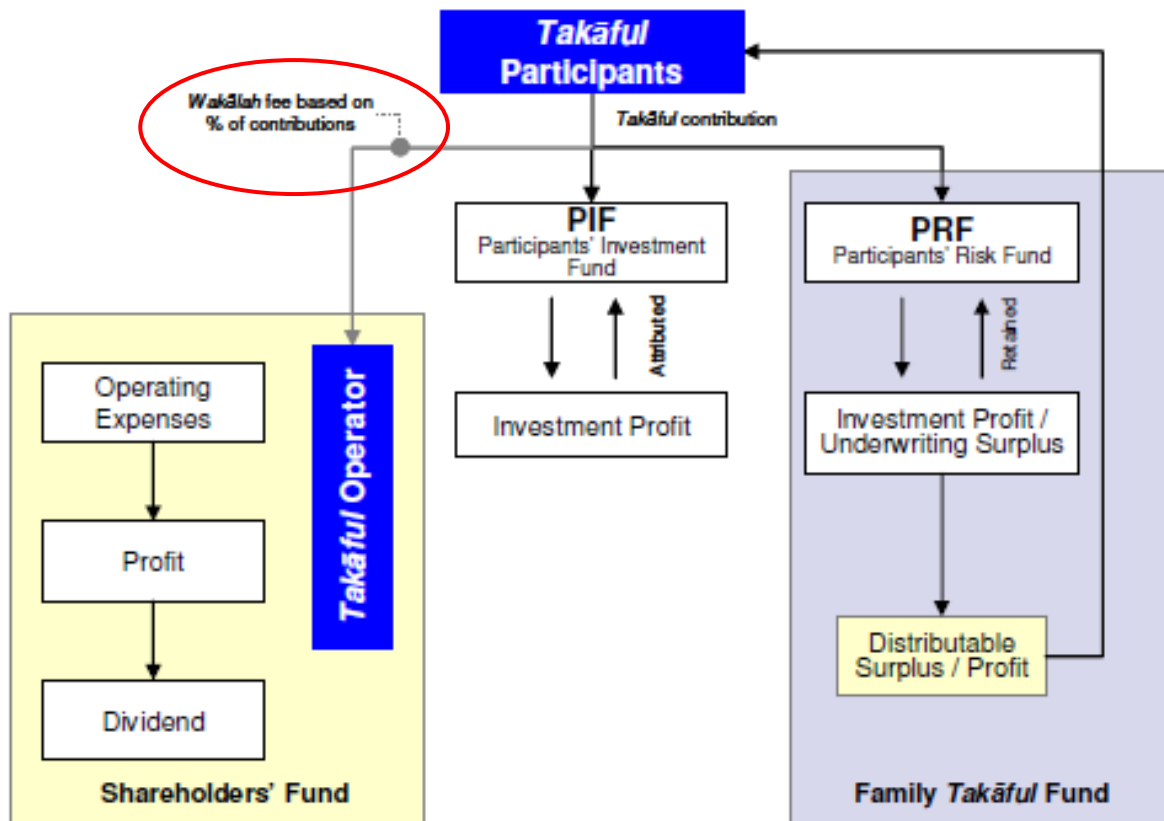 Takāful
Participants
Wakālah fee based on
% of contributions
Takāful contribution
PIF
Participants' Investment
Fund
PRF
Participants' Risk Fund
Attributed
Retained
Operating
Expenses
Takāful Operator
Investment Profit
Investment Profit /
Underwriting Surplus
Profit
Distributable
Surplus / Profit
Dividend
Shareholders' Fund
Family Takāful Fund